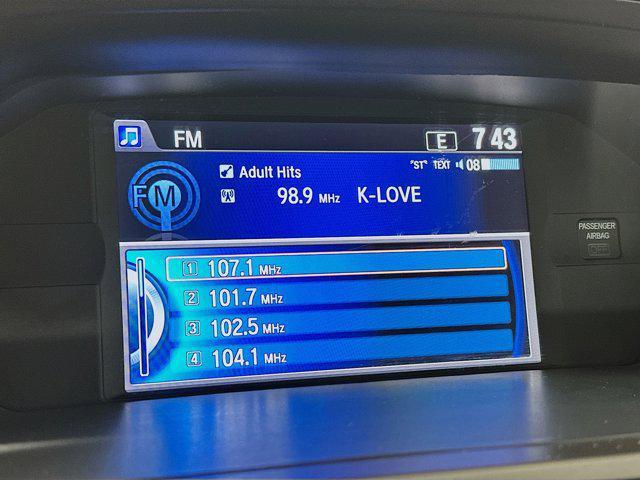 FM E 7 43
"ST" TEXT 08
Adult Hits
FM 98.9 MHz K-LOVE
1 107.1 MHz
2 101.7 MHz
3 102.5 MHz
4 104.1 MHz
PASSENGER
AIRBAG
OFF